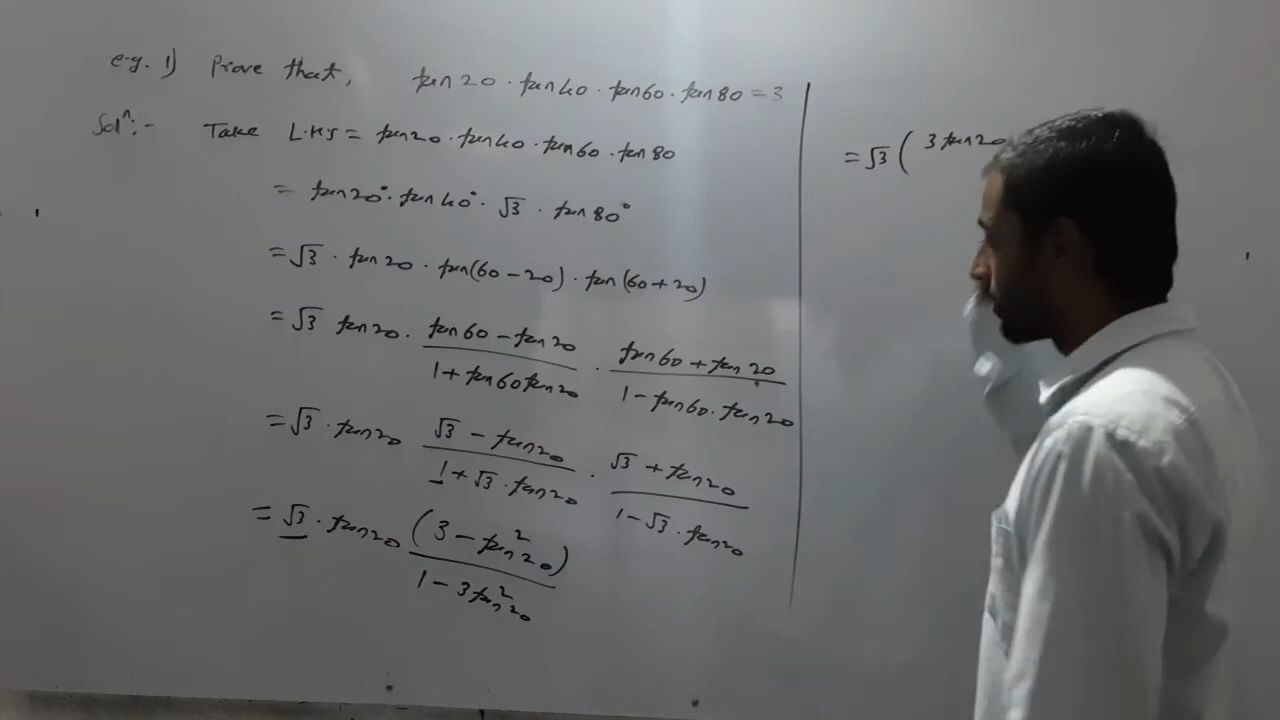 e.g. 1) Prove that, tan20 · tan40 · tan60 · tan80 = 3
Solⁿ:- Take L.H.S = tan20 · tan40 · tan60 · tan80
= tan20° · tan40° · √3 · tan80°
= √3 · tan20 · tan(60-20) · tan(60+20)
= √3 tan20 · (tan60 - tan20)/(1 + tan60 tan20) · (tan60 + tan20)/(1 - tan60 · tan20)
= √3 · tan20 (√3 - tan20)/(1 + √3 · tan20) · (√3 + tan20)/(1 - √3 · tan20)
= √3 · tan20 (3 - tan²20)/(1 - 3tan²20)
= √3 ( 3tan20